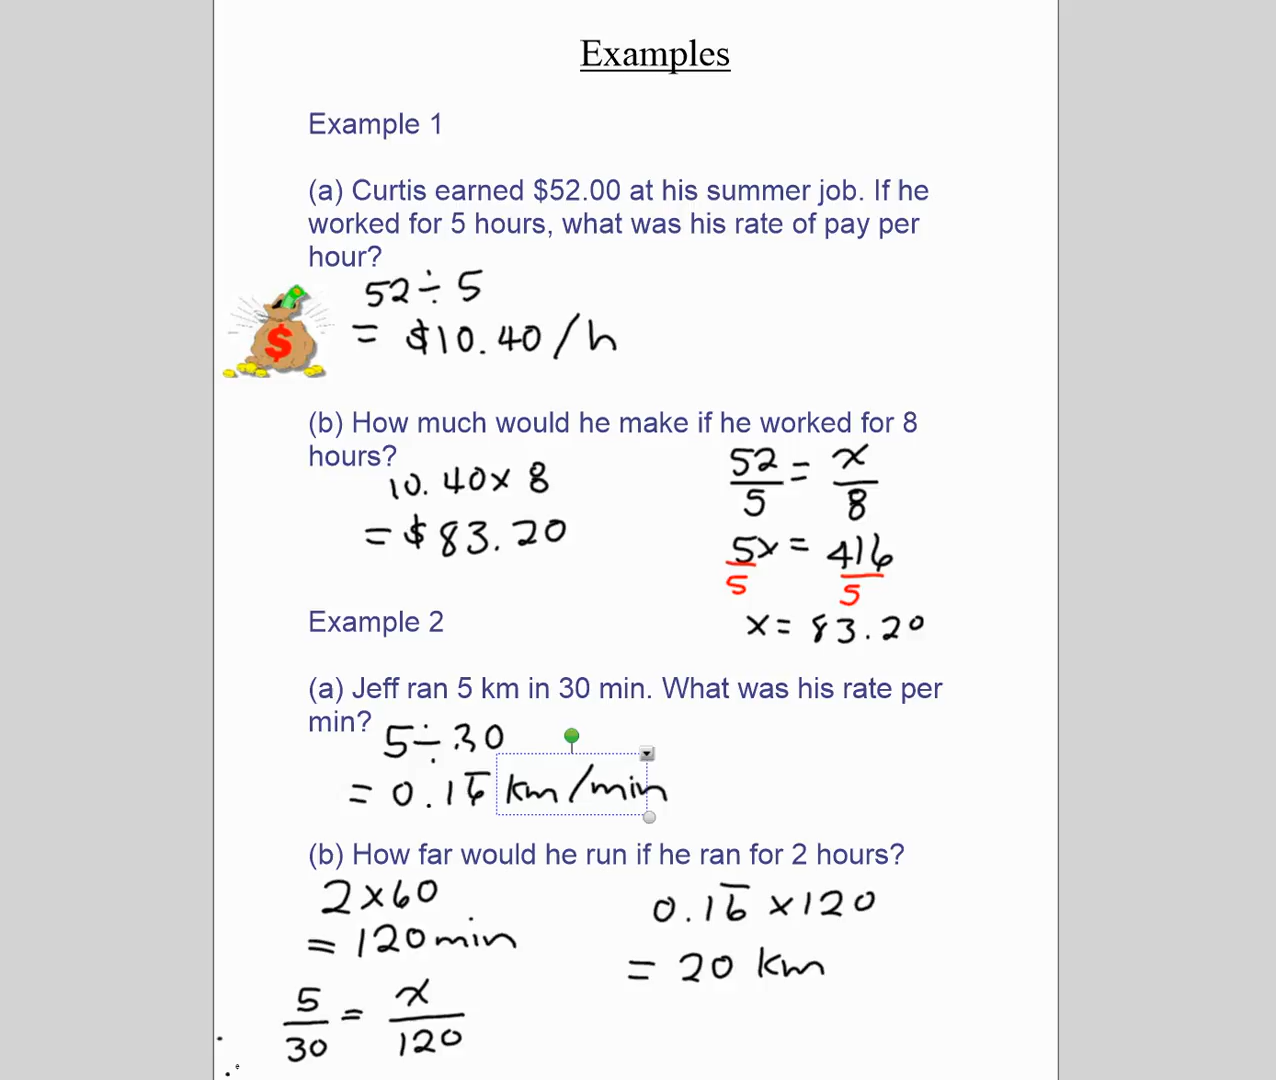 Examples
Example 1
(a) Curtis earned $52.00 at his summer job. If he
worked for 5 hours, what was his rate of pay per
hour?
52 ÷ 5
= $10.40/h
$
(b) How much would he make if he worked for 8
hours?
10.40 x 8
= $83.20
52/5 = x/8
5x = 416
5 5
x = 83.20
Example 2
(a) Jeff ran 5 km in 30 min. What was his rate per
min?
5 ÷ 30
= 0.16̅ km/min
(b) How far would he run if he ran for 2 hours?
2 x 60
= 120 min
5/30 = x/120
0.16̅ x 120
= 20 km